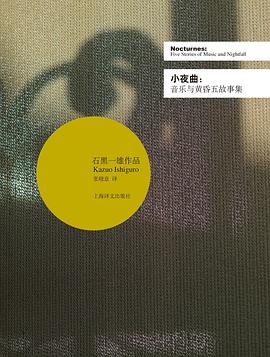 Nocturnes:
Five Stories of Music and Nightfall
小夜曲:
音乐与黄昏五故事集
石黑一雄作品
Kazuo Ishiguro
张晓意 译
上海译文出版社